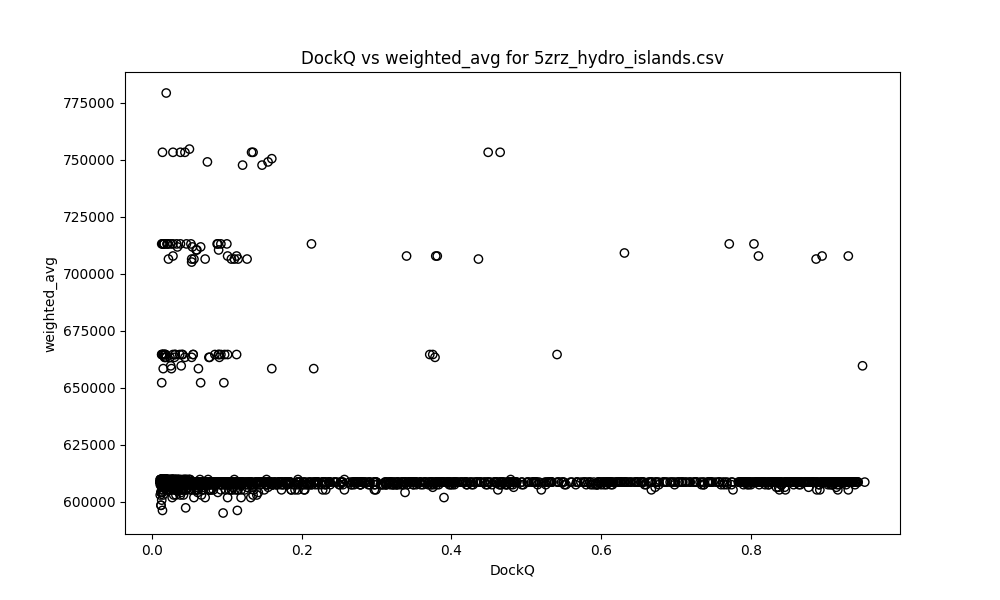 DockQ vs weighted_avg for 5zrz_hydro_islands.csv
775000
750000
725000
700000
675000
650000
625000
600000
weighted_avg
0.0 0.2 0.4 0.6 0.8
DockQ